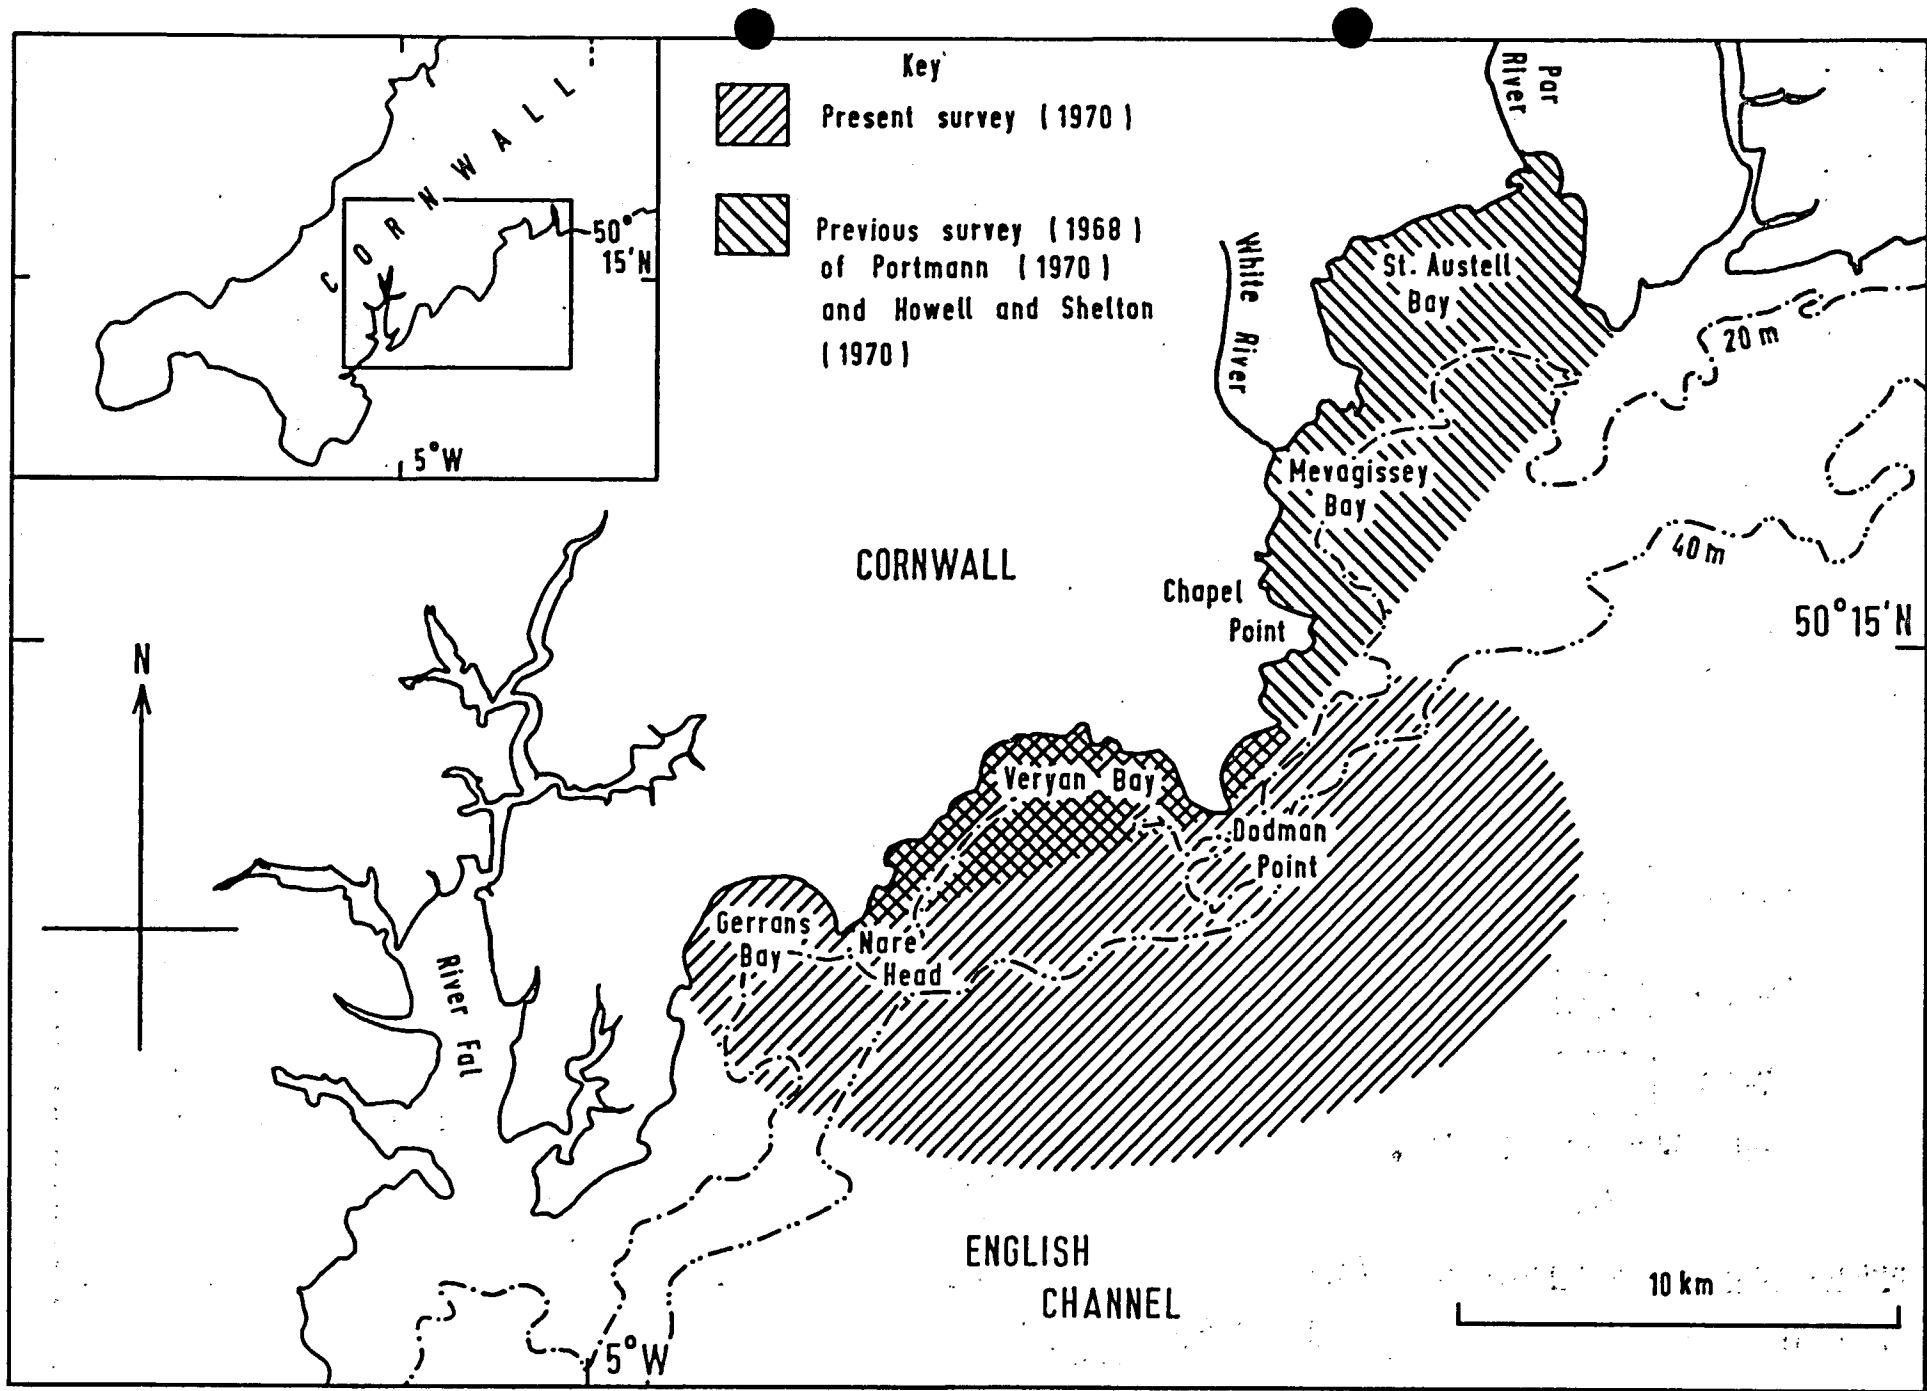 CORNWALL
50°
15'N
5°W
Key
Present survey (1970)
Previous survey (1968)
of Portmann (1970)
and Howell and Shelton
(1970)
Par
River
White River
St. Austell
Bay
20 m
Mevagissey
Bay
40 m
CORNWALL
Chapel
Point
50°15'N
N
Veryan Bay
Dodman
Point
Gerrans
Bay
Nare
Head
River Fal
ENGLISH
CHANNEL
10 km
5°W